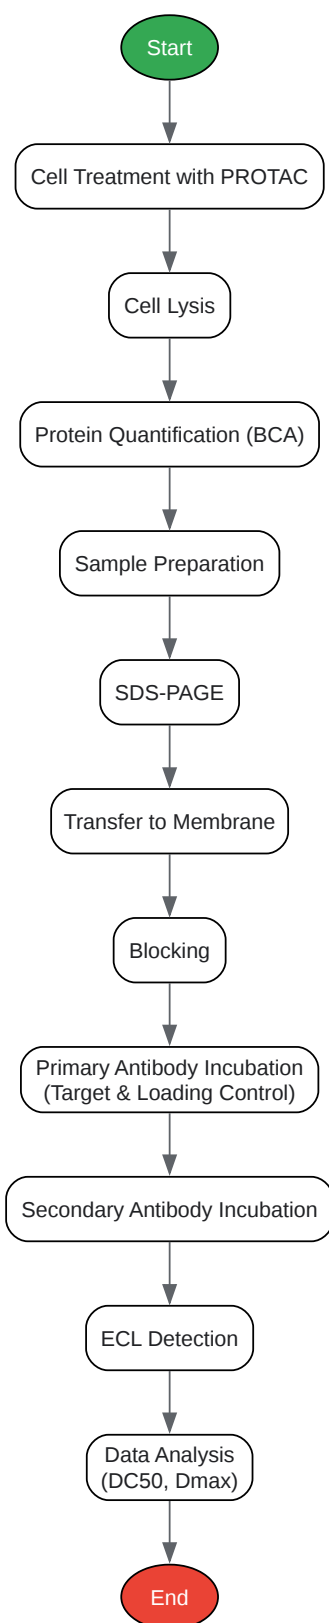 Start
Cell Treatment with PROTAC
Cell Lysis
Protein Quantification (BCA)
Sample Preparation
SDS-PAGE
Transfer to Membrane
Blocking
Primary Antibody Incubation
(Target & Loading Control)
Secondary Antibody Incubation
ECL Detection
Data Analysis
(DC50, Dmax)
End